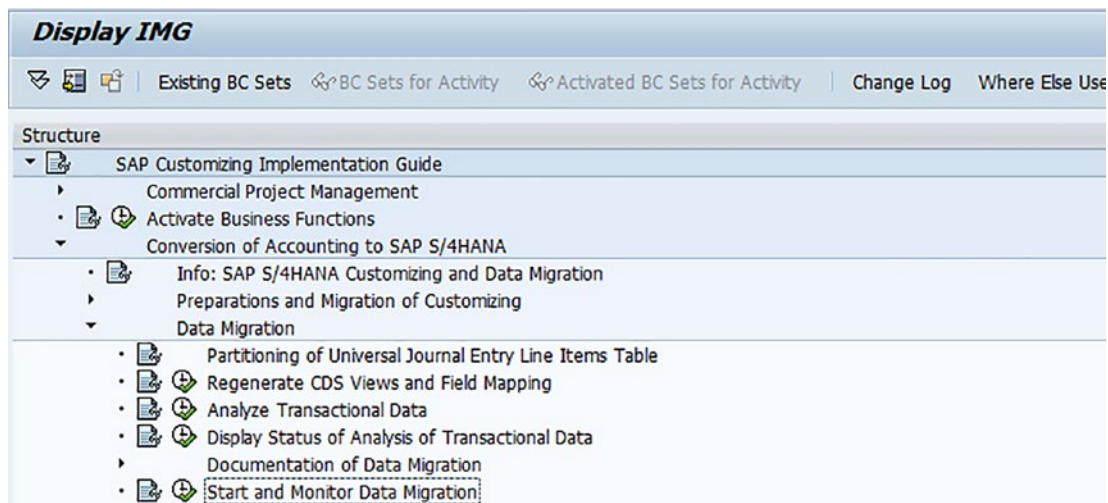 Display IMG
Existing BC Sets BC Sets for Activity Activated BC Sets for Activity Change Log Where Else Use
Structure
SAP Customizing Implementation Guide
Commercial Project Management
Activate Business Functions
Conversion of Accounting to SAP S/4HANA
Info: SAP S/4HANA Customizing and Data Migration
Preparations and Migration of Customizing
Data Migration
Partitioning of Universal Journal Entry Line Items Table
Regenerate CDS Views and Field Mapping
Analyze Transactional Data
Display Status of Analysis of Transactional Data
Documentation of Data Migration
Start and Monitor Data Migration